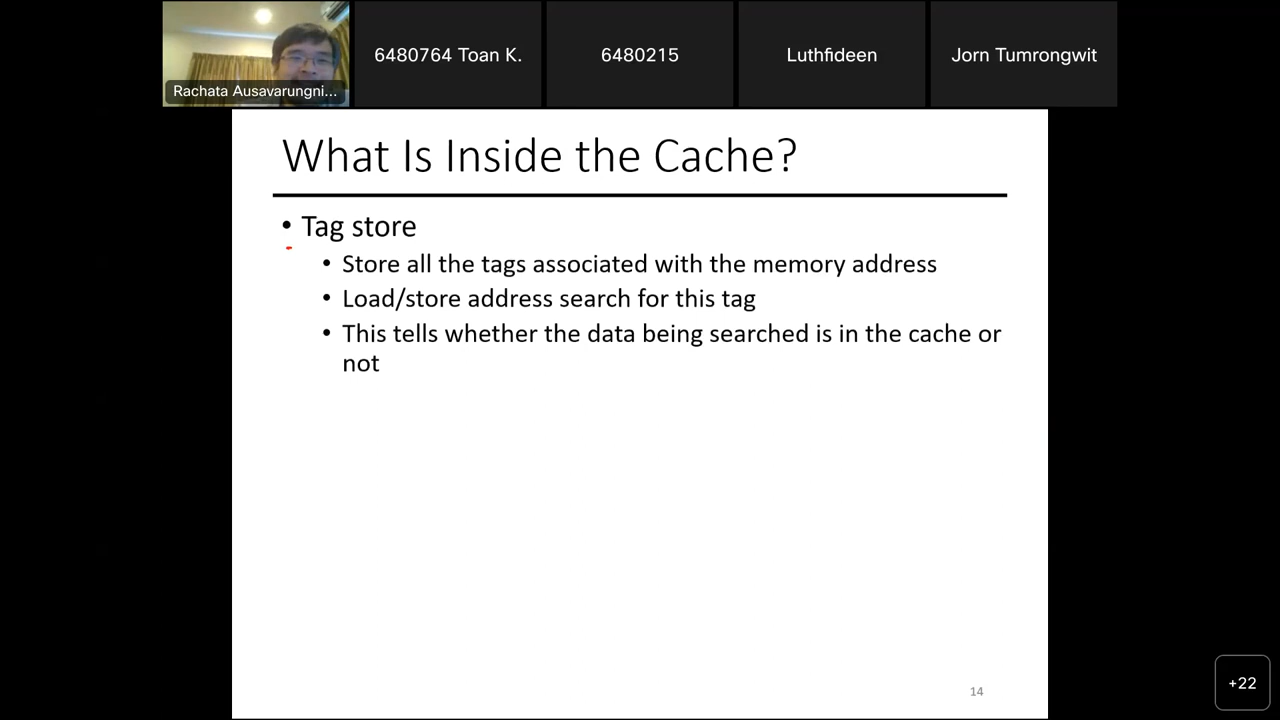 Rachata Ausavarungni...
6480764 Toan K.
6480215
Luthfideen
Jorn Tumrongwit
What Is Inside the Cache?
• Tag store
• Store all the tags associated with the memory address
• Load/store address search for this tag
• This tells whether the data being searched is in the cache or
not
14
+22